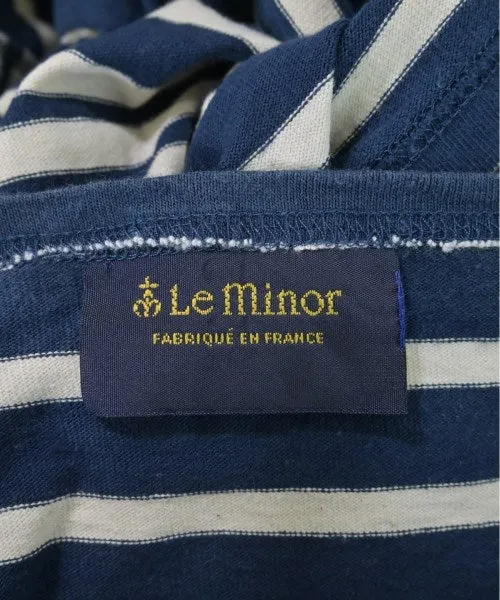 Le Minor
FABRIQUÉ EN FRANCE